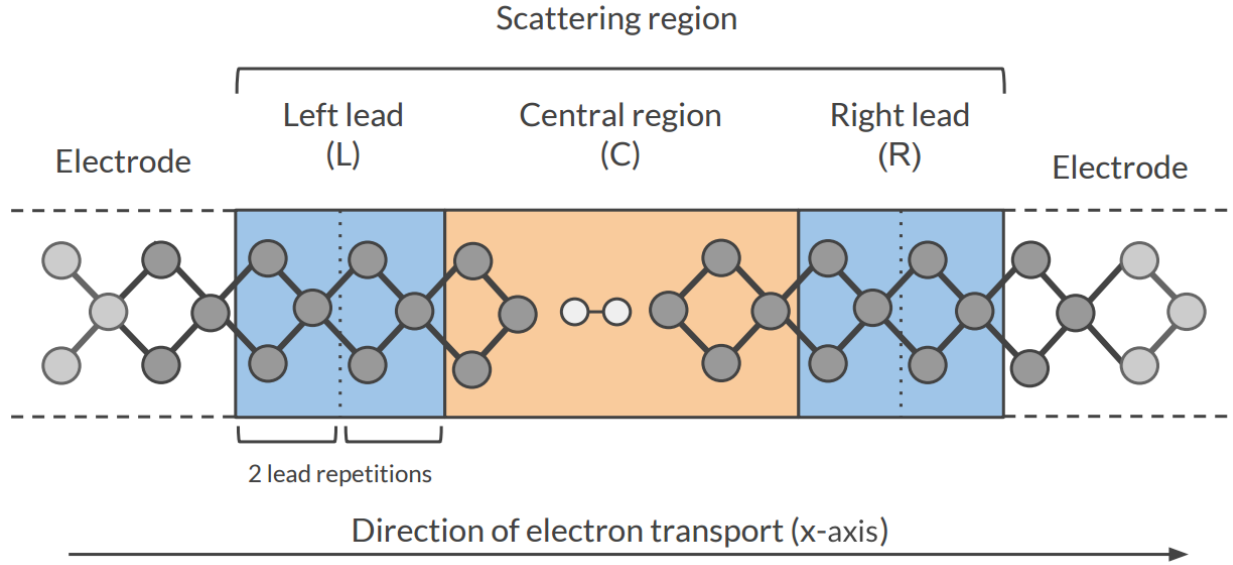 Scattering region
Left lead
(L)
Central region
(C)
Right lead
(R)
Electrode
Electrode
2 lead repetitions
Direction of electron transport (x-axis)